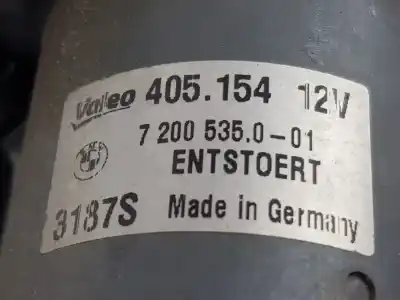 Valeo 405.154 12V
7 200 535.0-01
ENTSTOERT
3187S Made in Germany